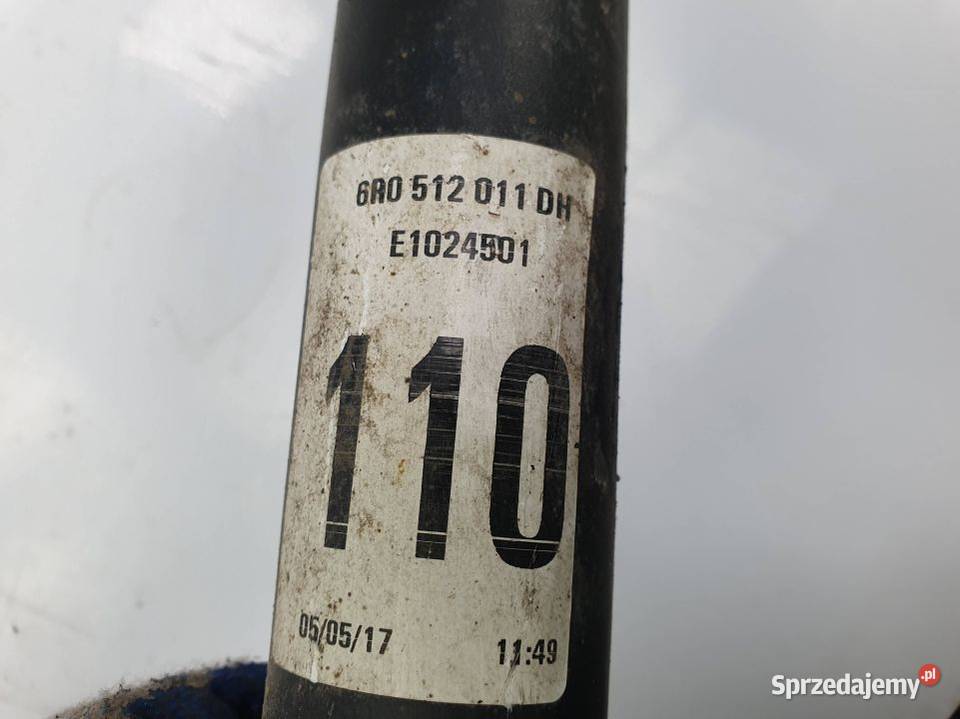 6R0 512 011 DH
E1024501
110
05/05/17 11:49
Sprzedajemy.pl